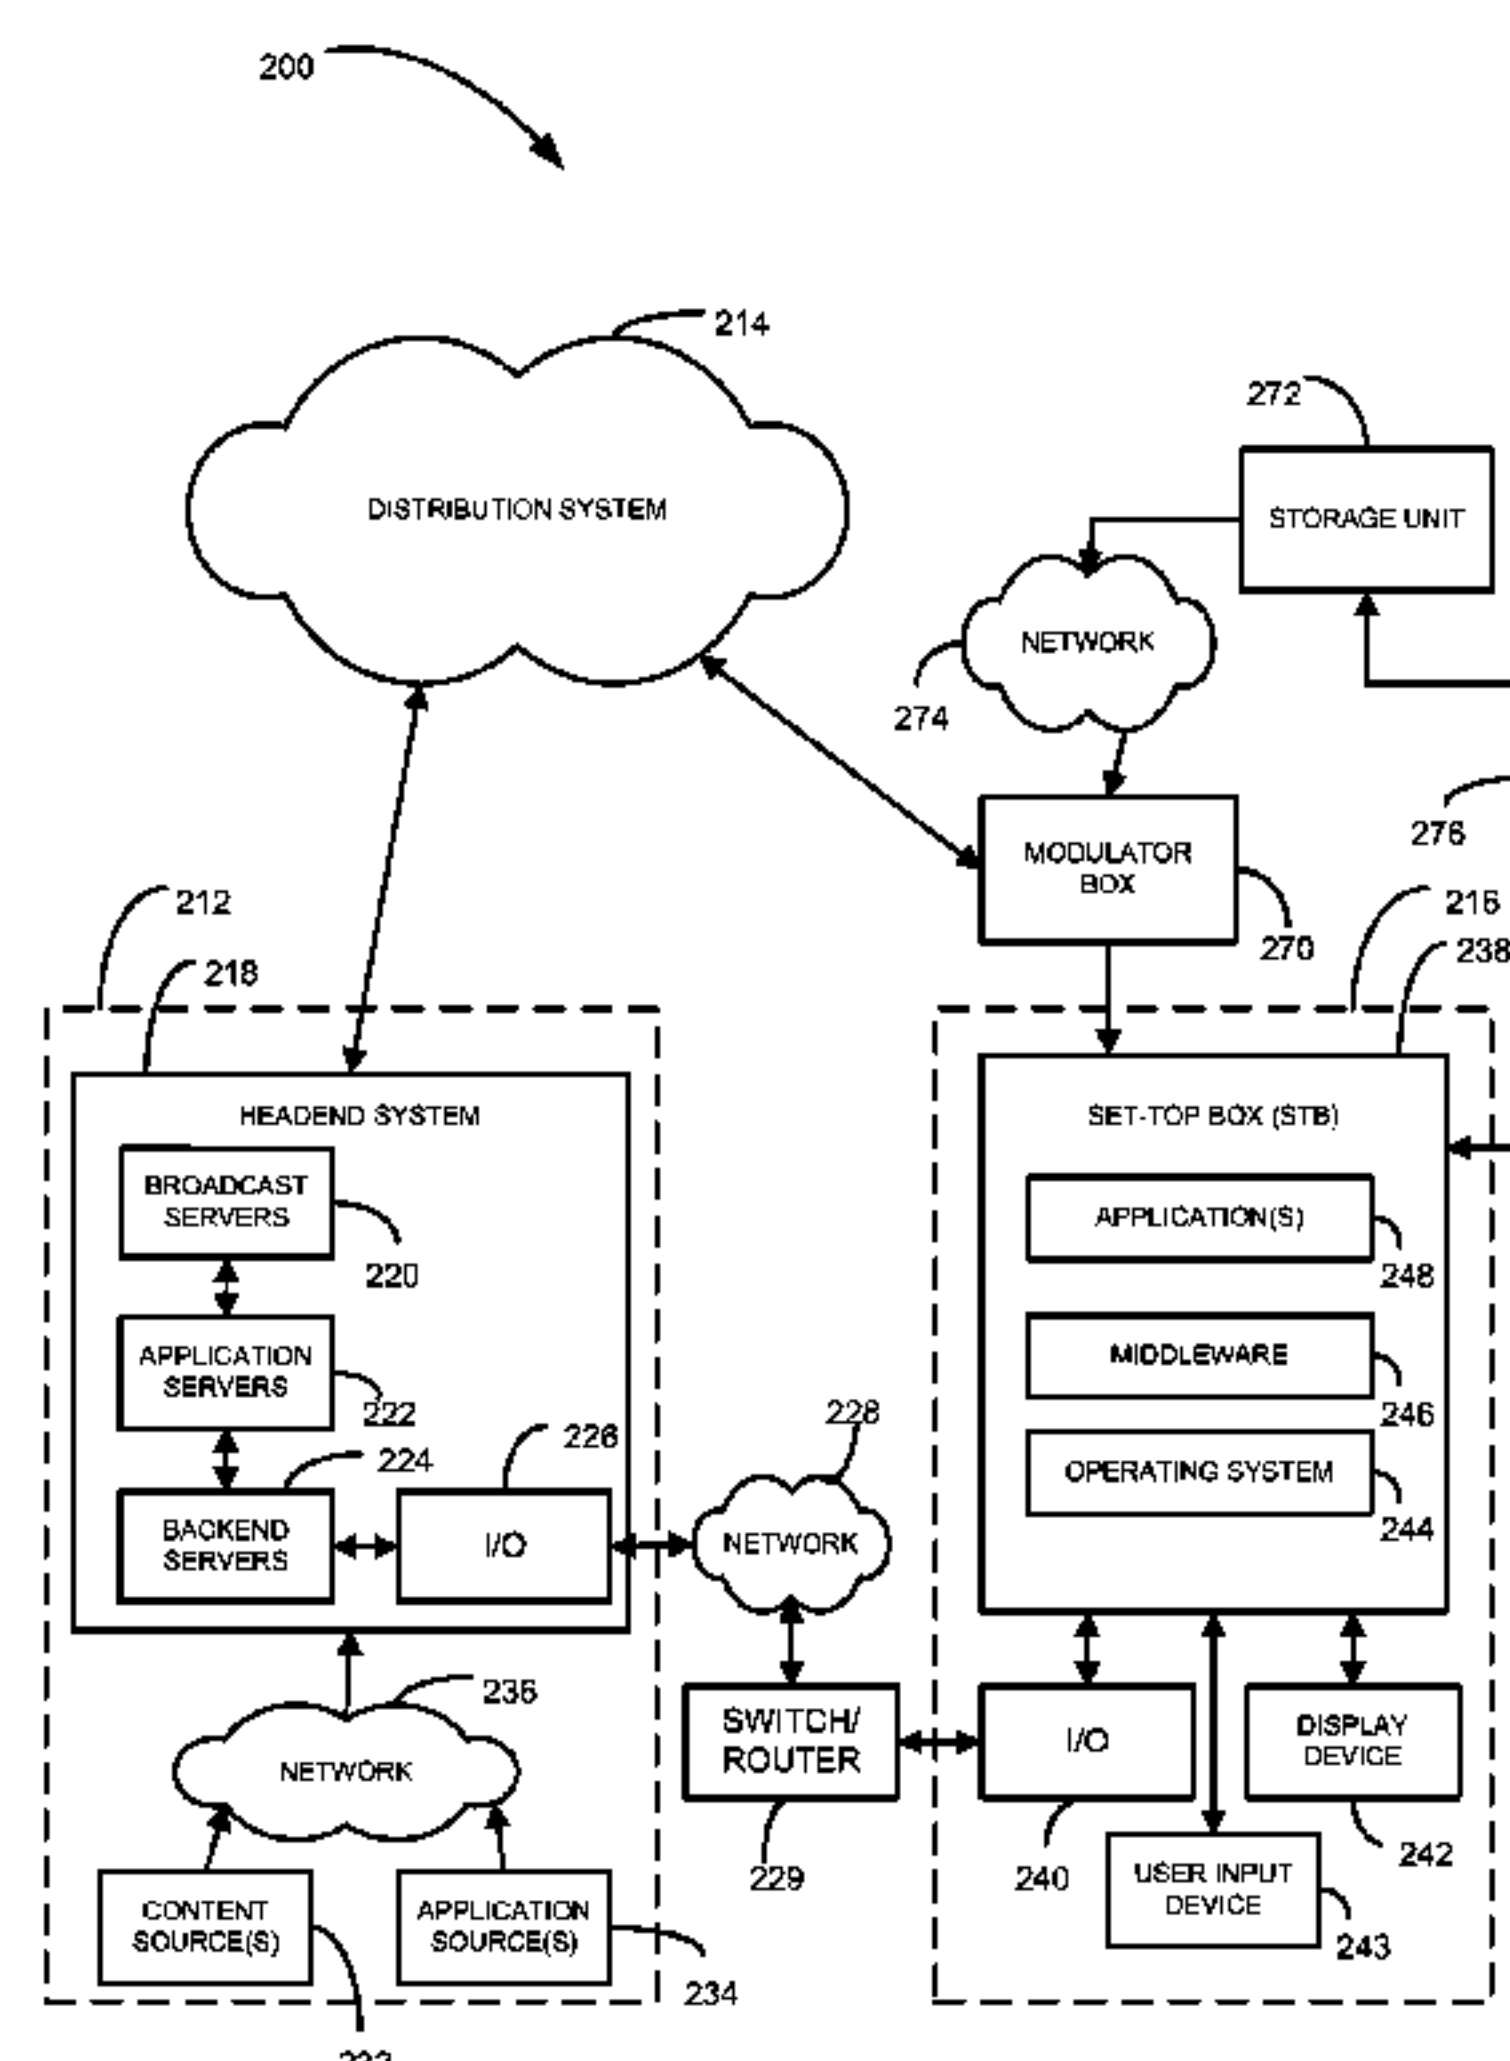 200
214
DISTRIBUTION SYSTEM
272
STORAGE UNIT
NETWORK
274
276
MODULATOR
BOX
270
212
218
216
238
HEADEND SYSTEM
BROADCAST
SERVERS
220
APPLICATION
SERVERS
222
224
226
BACKEND
SERVERS
I/O
228
NETWORK
SET-TOP BOX (STB)
APPLICATION(S)
248
MIDDLEWARE
246
OPERATING SYSTEM
244
236
NETWORK
SWITCH/
ROUTER
229
I/O
240
DISPLAY
DEVICE
242
USER INPUT
DEVICE
243
CONTENT
SOURCE(S)
APPLICATION
SOURCE(S)
234